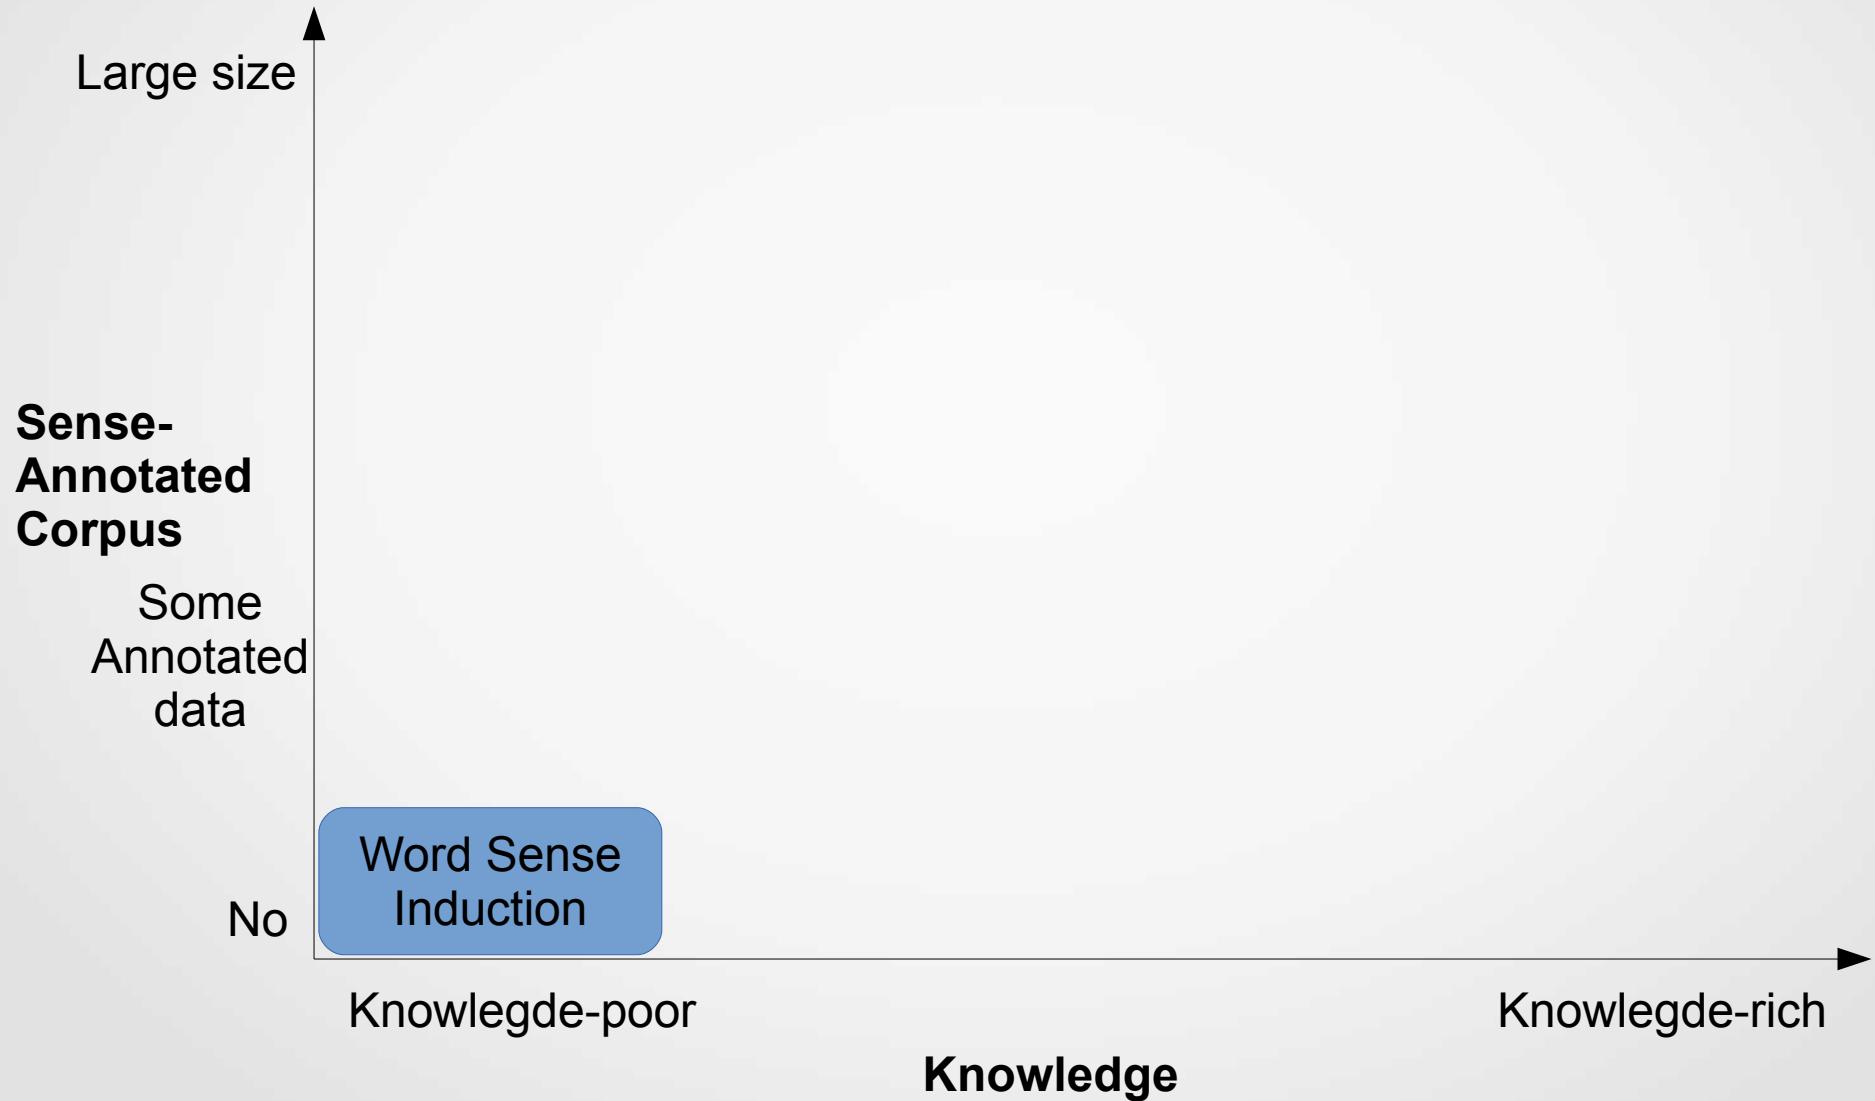 Large size
Sense-
Annotated
Corpus
Some
Annotated
data
Word Sense
Induction
No
Knowlegde-poor
Knowlegde-rich
Knowledge